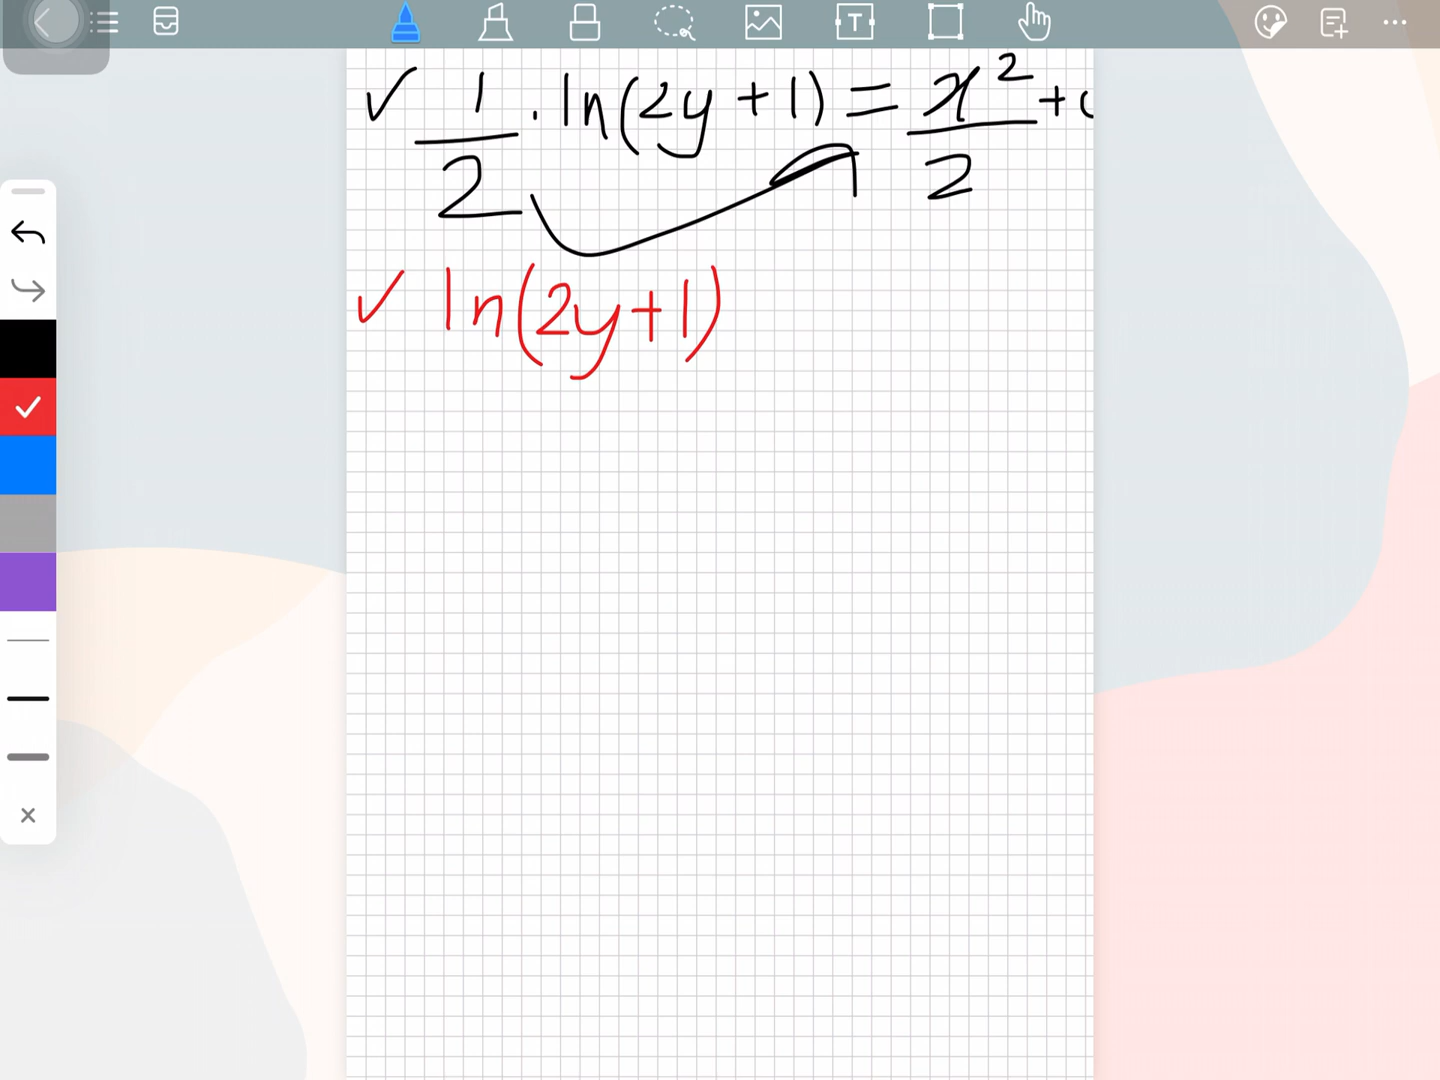 ✓ 1/2 · ln(2y + 1) = x²/2 +
✓ ln(2y+1)